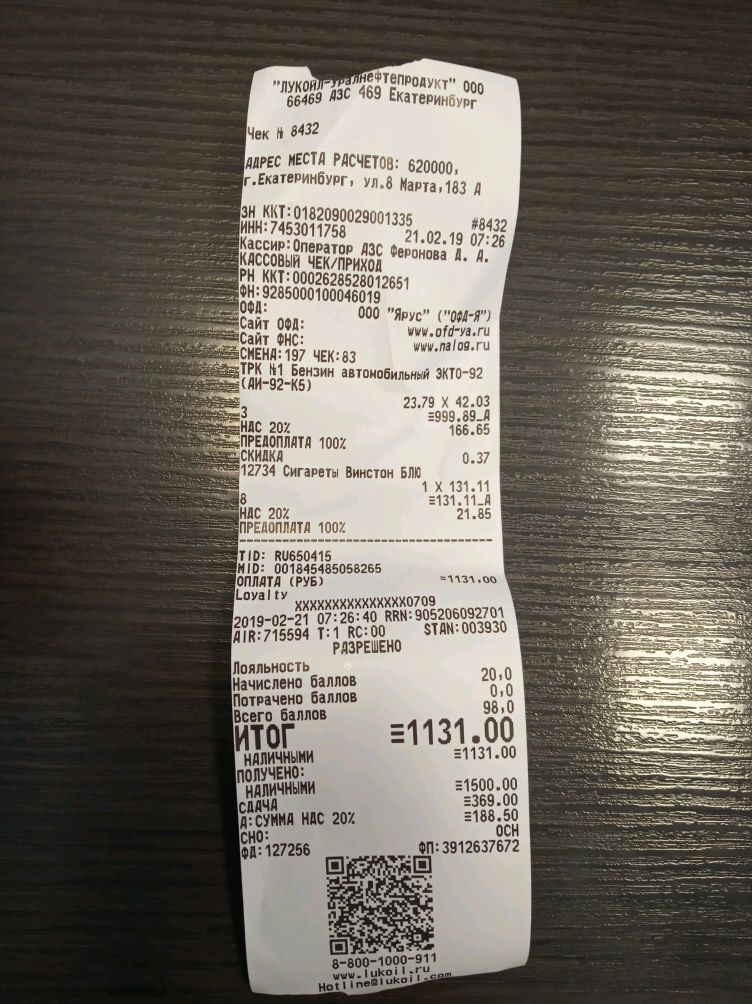 "ЛУКОЙЛ-Уралнефтепродукт" ООО
66469 АЗС 469 Екатеринбург
Чек № 8432
АДРЕС МЕСТА РАСЧЕТОВ: 620000,
г.Екатеринбург, ул.8 Марта,183 А
ЗН ККТ:0182090029001335 #8432
ИНН:7453011758 21.02.19 07:26
Кассир:Оператор АЗС Феронова А. А.
КАССОВЫЙ ЧЕК/ПРИХОД
РН ККТ:0002628528012651
ФН:9285000100046019
ОФД: ООО "Ярус" ("ОФД-Я")
Сайт ОФД: www.ofd-ya.ru
Сайт ФНС: www.nalog.ru
СМЕНА:197 ЧЕК:83
ТРК №1 Бензин автомобильный ЭКТО-92
(АИ-92-К5)
23.79 X 42.03
3 =999.89_А
НДС 20% 166.65
ПРЕДОПЛАТА 100%
СКИДКА 0.37
12734 Сигареты Винстон БЛЮ
1 X 131.11
8 =131.11_А
НДС 20% 21.85
ПРЕДОПЛАТА 100%
TID: RU650415
MID: 001845485058265
ОПЛАТА (РУБ) =1131,00
Loyalty
XXXXXXXXXXXXXXX0709
2019-02-21 07:26:40 RRN:905206092701
AIR:715594 T:1 RC:00 STAN:003930
РАЗРЕШЕНО
Лояльность
Начислено баллов 20,0
Потрачено баллов 0,0
Всего баллов 98,0
ИТОГ =1131.00
НАЛИЧНЫМИ =1131.00
ПОЛУЧЕНО:
НАЛИЧНЫМИ =1500.00
СДАЧА =369.00
А:СУММА НДС 20% =188.50
СНО: ОСН
ФД:127256 ФП:3912637672
8-800-1000-911
www.lukoil.ru
Hotline@lukoil.com